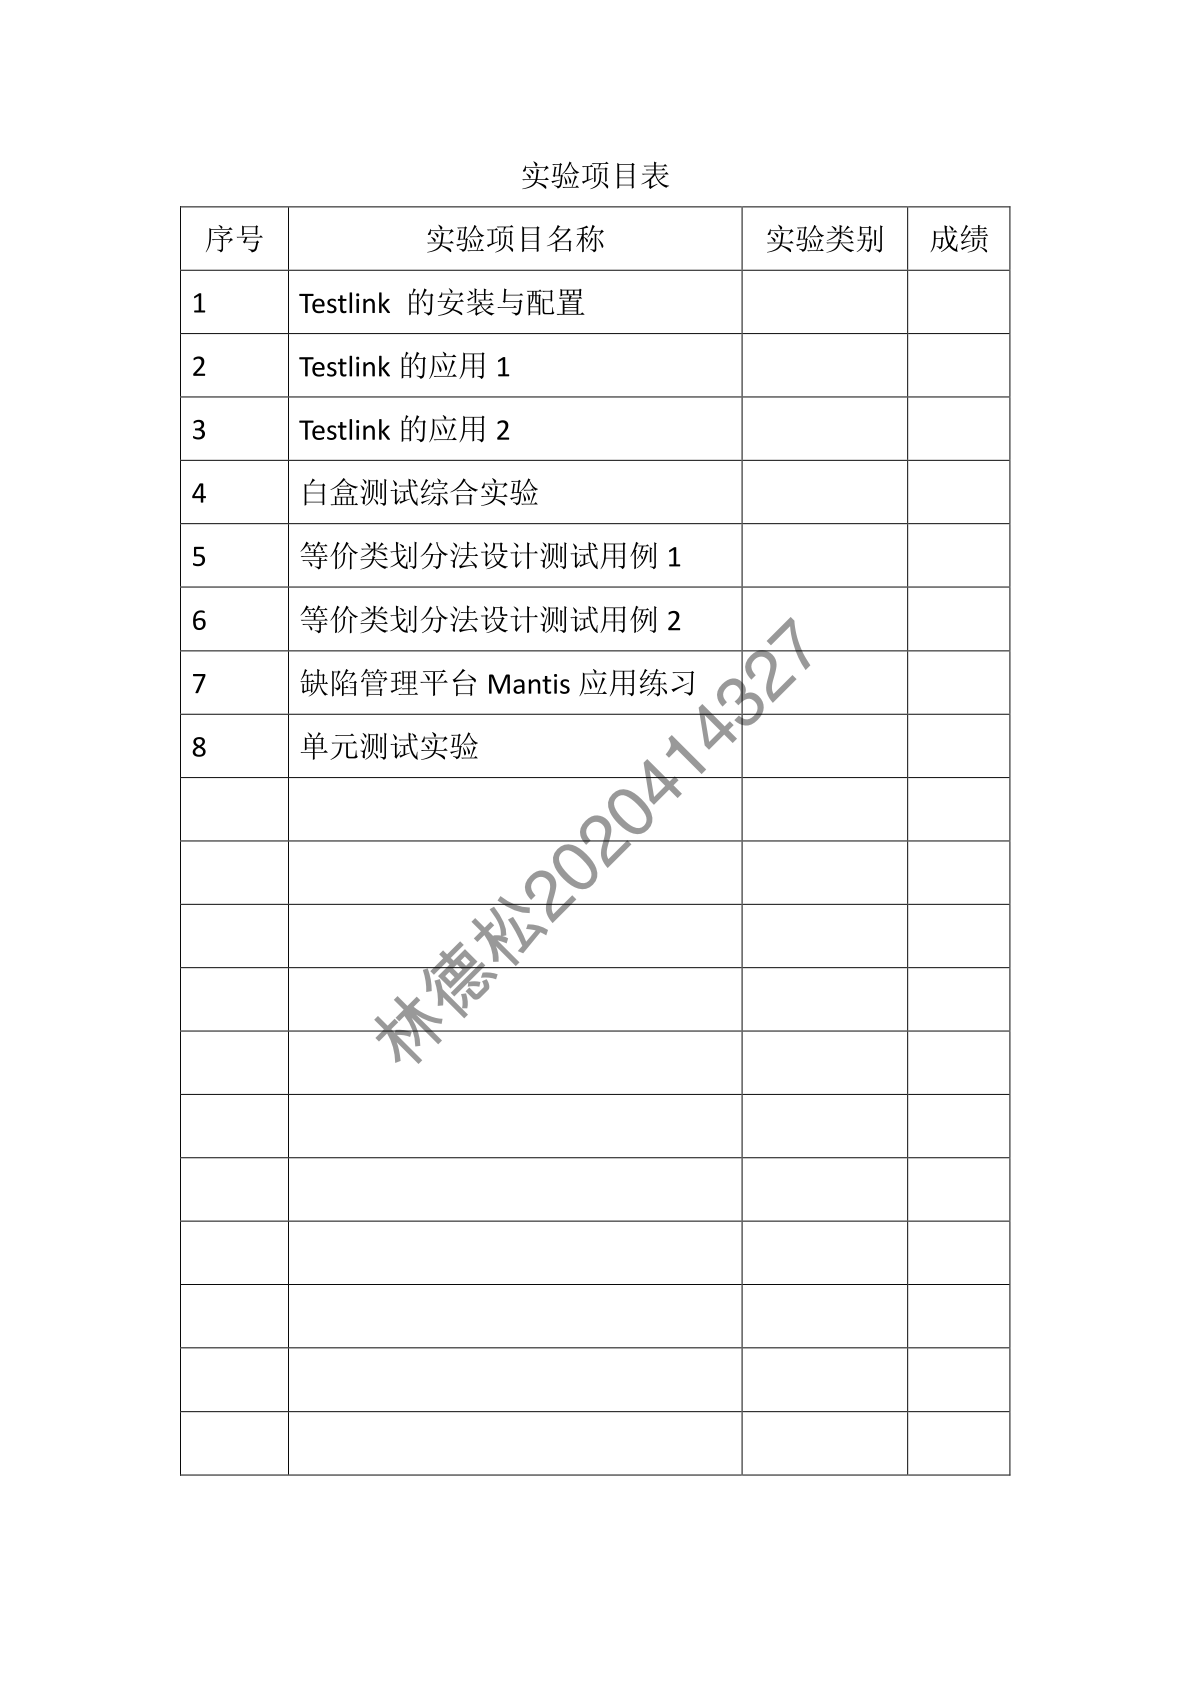 实验项目表
序号 实验项目名称 实验类别 成绩
1 Testlink 的安装与配置
2 Testlink 的应用 1
3 Testlink 的应用 2
4 白盒测试综合实验
5 等价类划分法设计测试用例 1
6 等价类划分法设计测试用例 2
7 缺陷管理平台 Mantis 应用练习
8 单元测试实验
林德松2020414327